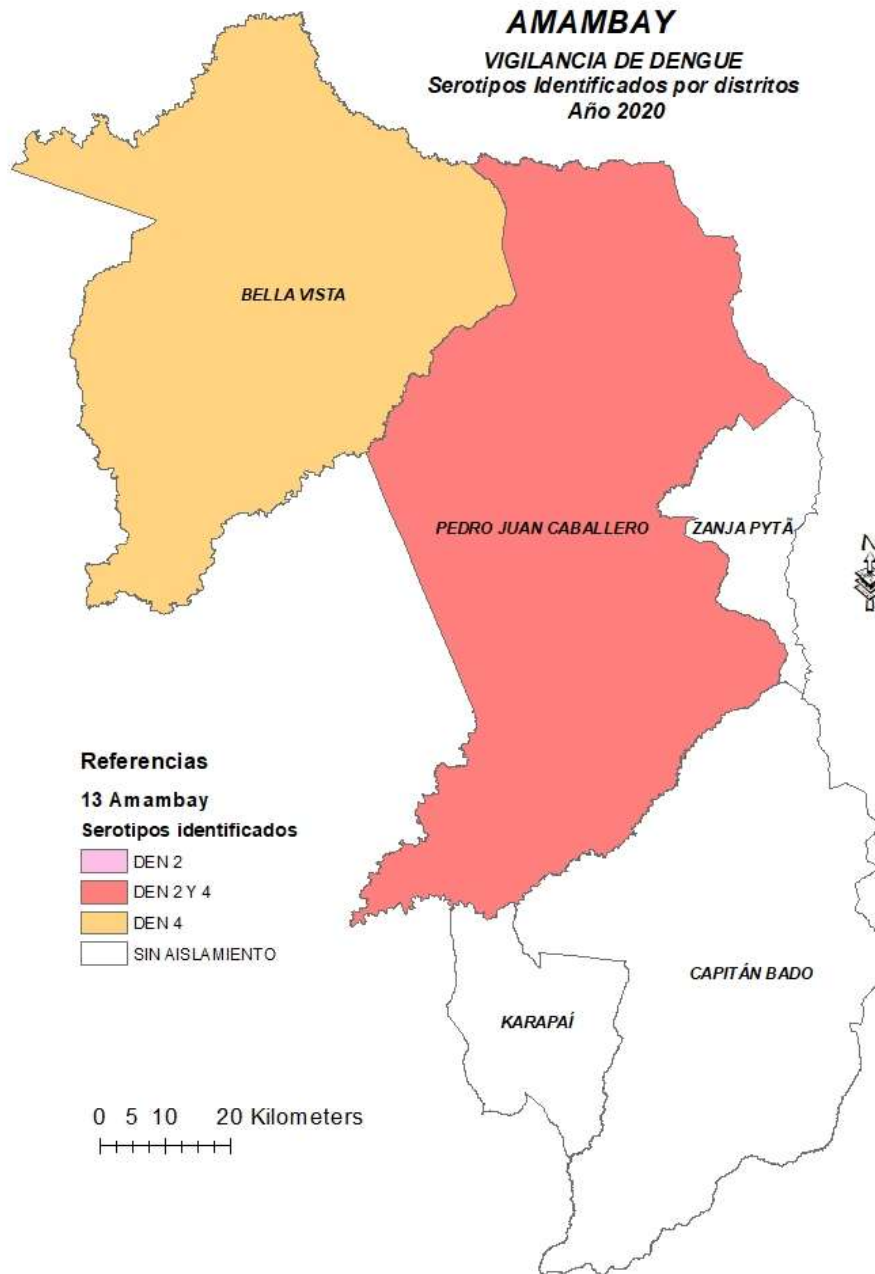 AMAMBAY
VIGILANCIA DE DENGUE
Serotipos Identificados por distritos
Año 2020
BELLA VISTA
PEDRO JUAN CABALLERO
ZANJA PYTÃ
N
Referencias
13 Amambay
Serotipos identificados
DEN 2
DEN 2 Y 4
DEN 4
SIN AISLAMIENTO
CAPITÁN BADO
KARAPAÍ
0 5 10 20 Kilometers